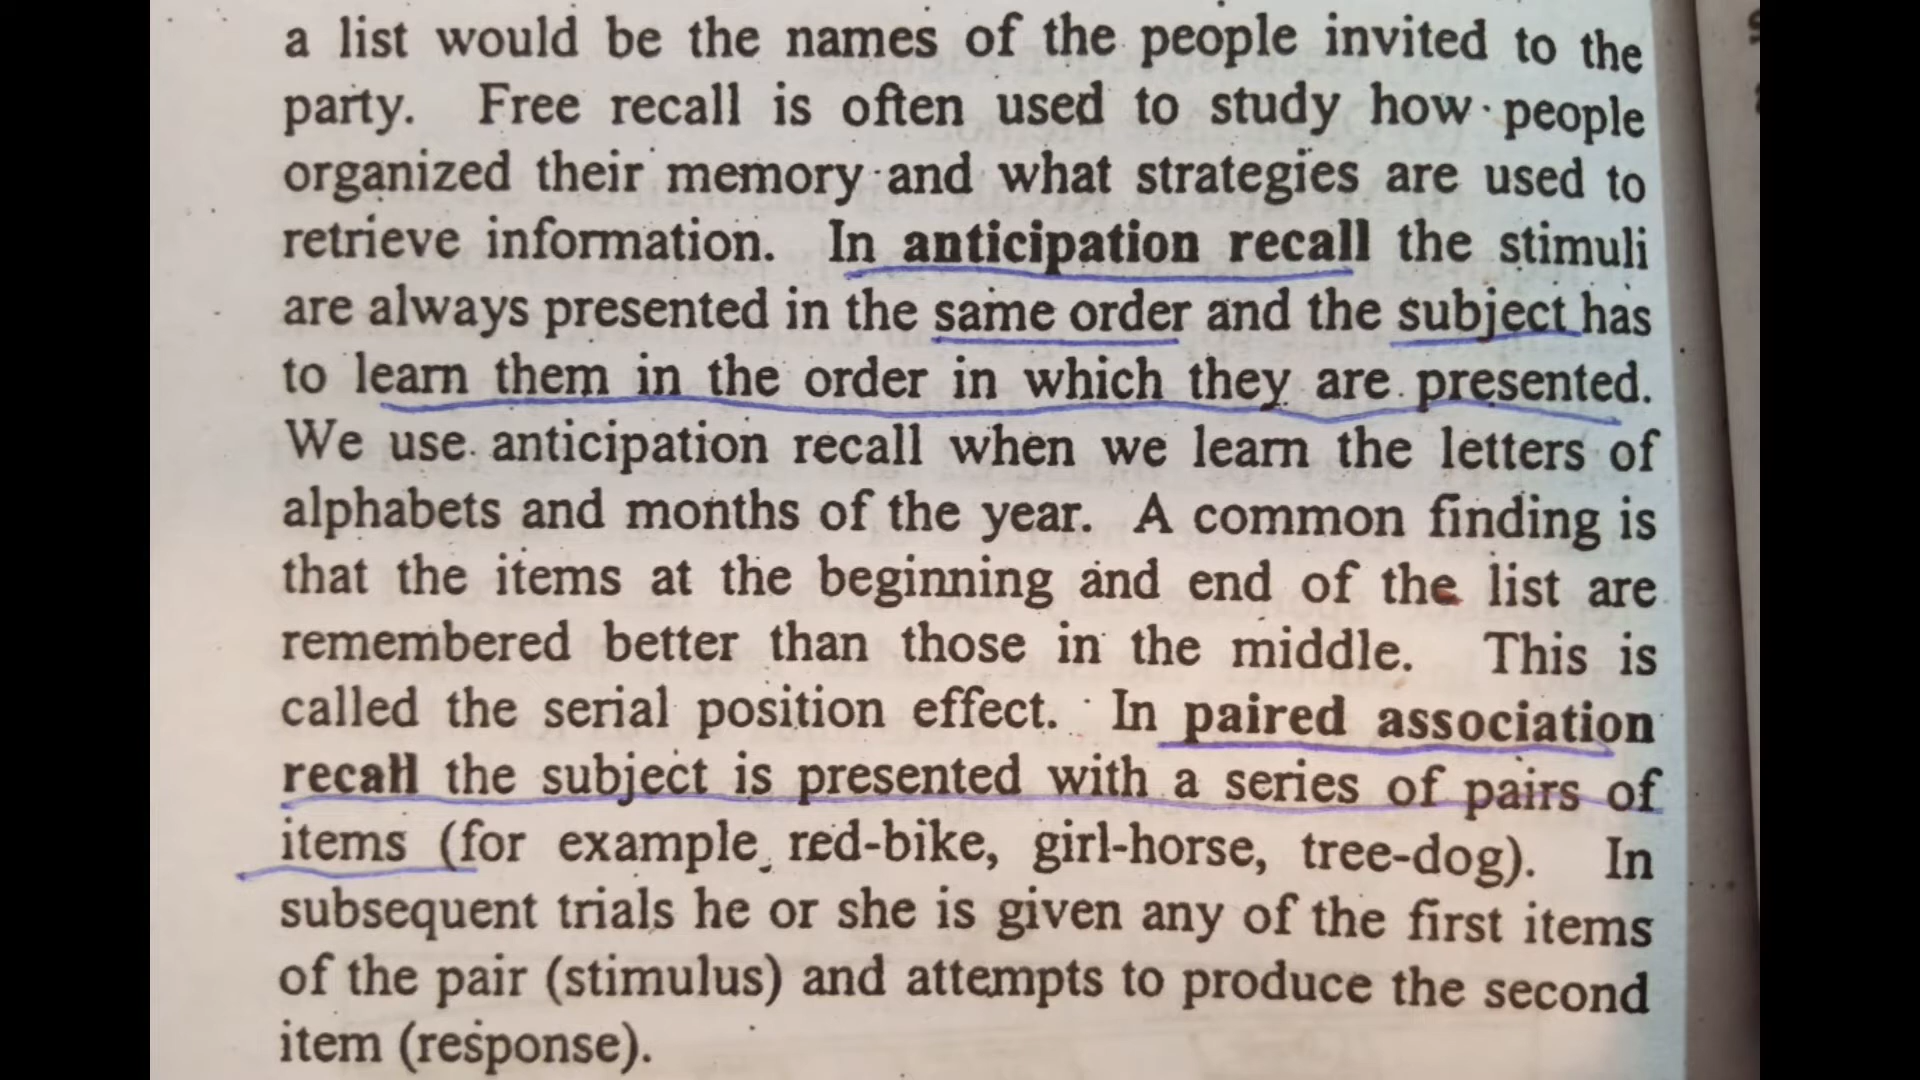 a list would be the names of the people invited to the
party. Free recall is often used to study how people
organized their memory and what strategies are used to
retrieve information. In anticipation recall the stimuli
are always presented in the same order and the subject has
to learn them in the order in which they are presented.
We use anticipation recall when we learn the letters of
alphabets and months of the year. A common finding is
that the items at the beginning and end of the list are
remembered better than those in the middle. This is
called the serial position effect. In paired association
recall the subject is presented with a series of pairs of
items (for example, red-bike, girl-horse, tree-dog). In
subsequent trials he or she is given any of the first items
of the pair (stimulus) and attempts to produce the second
item (response).